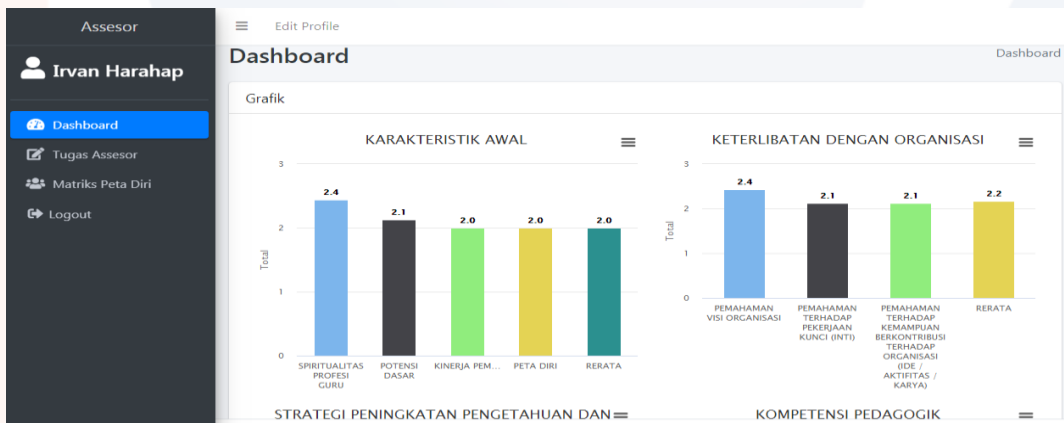 Assesor
Edit Profile
Irvan Harahap
Dashboard
Tugas Assesor
Matriks Peta Diri
Logout
Dashboard
Dashboard
Grafik
KARAKTERISTIK AWAL
3
2
1
0
Total
2.4
2.1
2.0
2.0
2.0
SPIRITUALITAS
PROFESI
GURU
POTENSI
DASAR
KINERJA PEM...
PETA DIRI
RERATA
KETERLIBATAN DENGAN ORGANISASI
3
2
1
0
Total
2.4
2.1
2.1
2.2
PEMAHAMAN
VISI ORGANISASI
PEMAHAMAN
TERHADAP
PEKERJAAN
KUNCI (INTI)
PEMAHAMAN
TERHADAP
KEMAMPUAN
BERKONTRIBUSI
TERHADAP
ORGANISASI
(IDE /
AKTIFITAS /
KARYA)
RERATA
STRATEGI PENINGKATAN PENGETAHUAN DAN
KOMPETENSI PEDAGOGIK